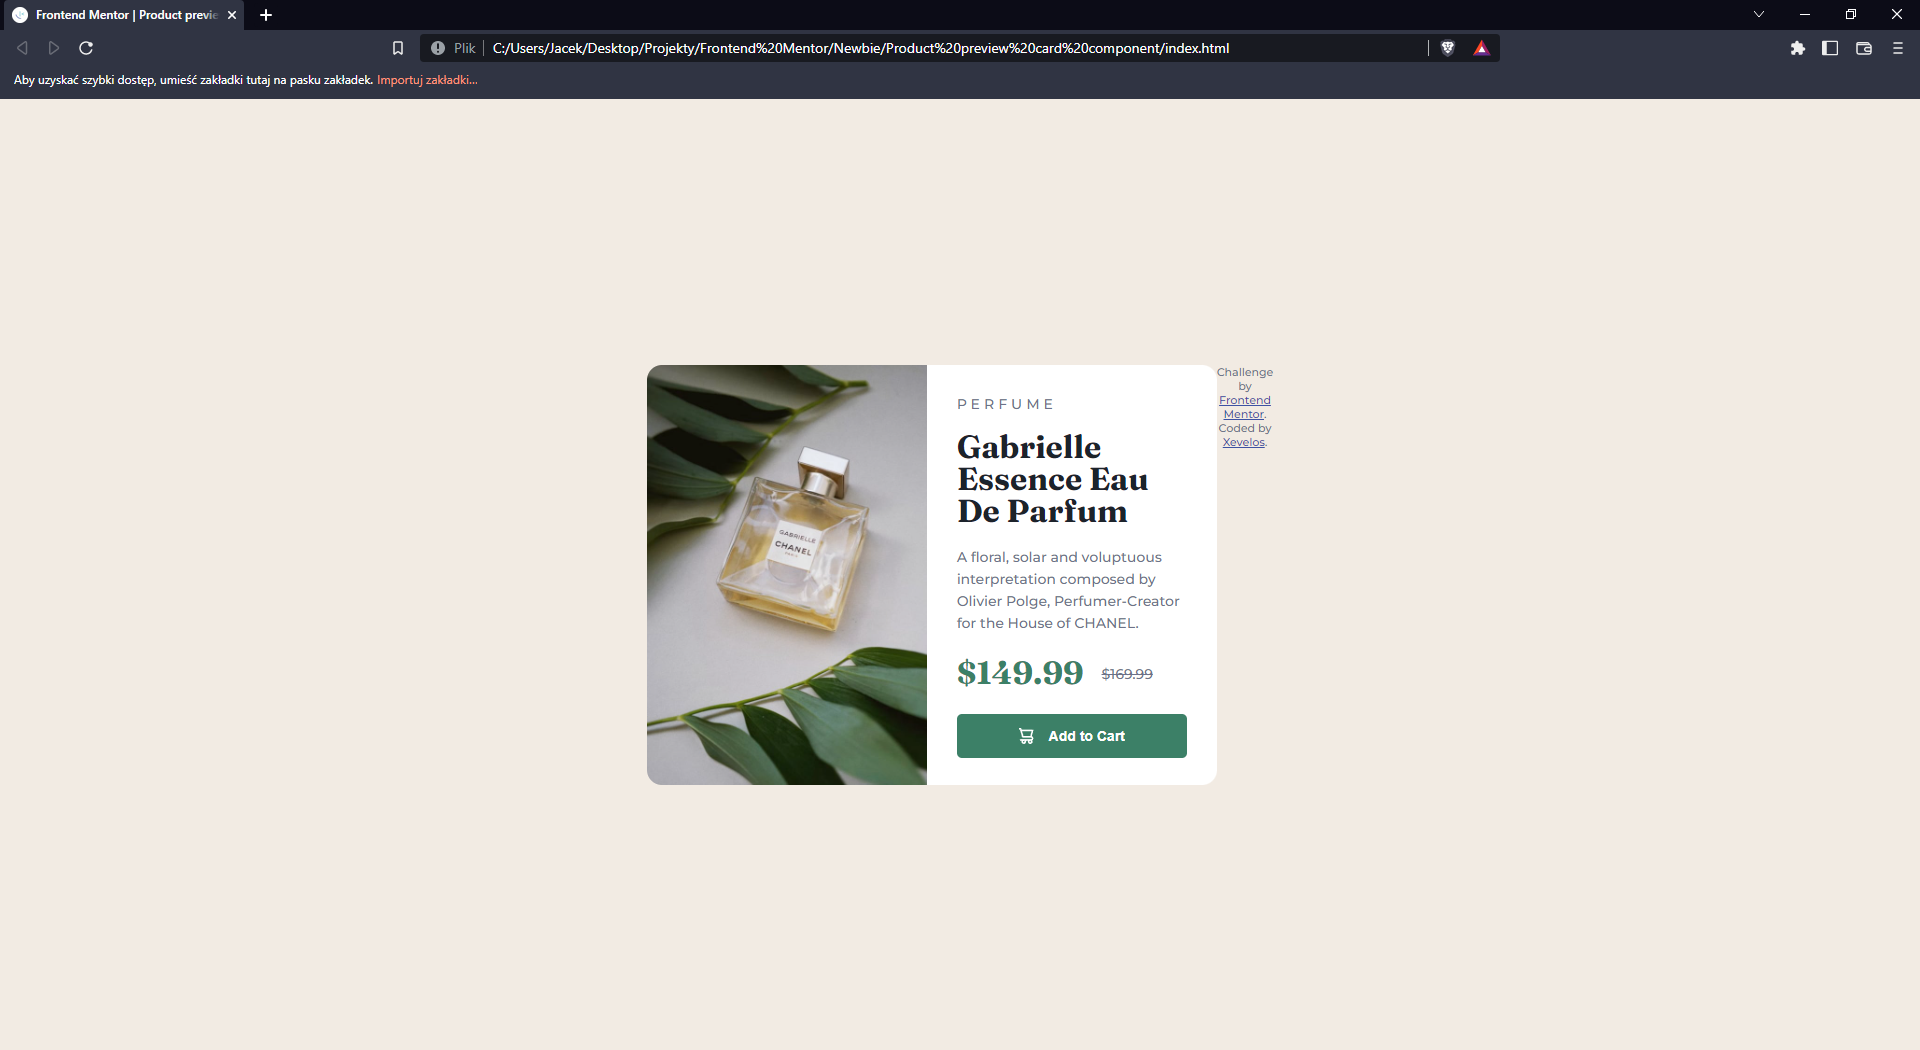 Frontend Mentor | Product previe
Plik
C:/Users/Jacek/Desktop/Projekty/Frontend%20Mentor/Newbie/Product%20preview%20card%20component/index.html
Aby uzyskać szybki dostęp, umieść zakładki tutaj na pasku zakładek. Importuj zakładki...
GABRIELLE
CHANEL
PARIS
PERFUME
Gabrielle
Essence Eau
De Parfum
A floral, solar and voluptuous
interpretation composed by
Olivier Polge, Perfumer-Creator
for the House of CHANEL.
$149.99 $169.99
Add to Cart
Challenge
by
Frontend
Mentor.
Coded by
Xevelos.